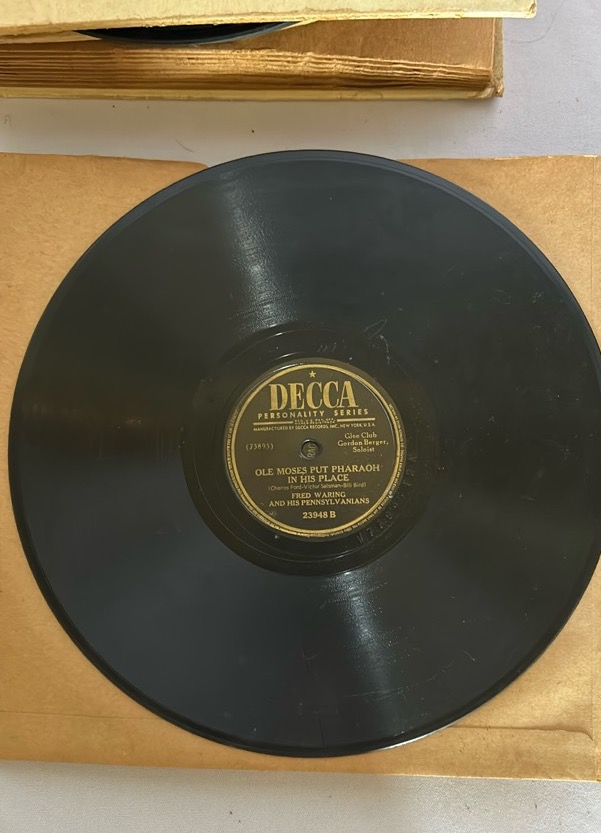 DECCA
PERSONALITY SERIES
MANUFACTURED BY DECCA RECORDS, INC., NEW YORK, U.S.A.
Glee Club
(73895) Gordon Berger,
Soloist
OLE MOSES PUT PHARAOH
IN HIS PLACE
FRED WARING
AND HIS PENNSYLVANIANS
23948 B